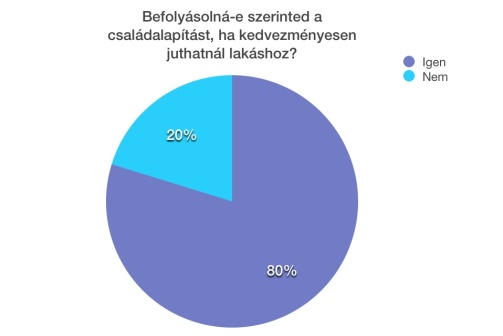 Befolyásolná-e szerinted a
családalapítást, ha kedvezményesen
juthatnál lakáshoz?
Igen
Nem
20%
80%